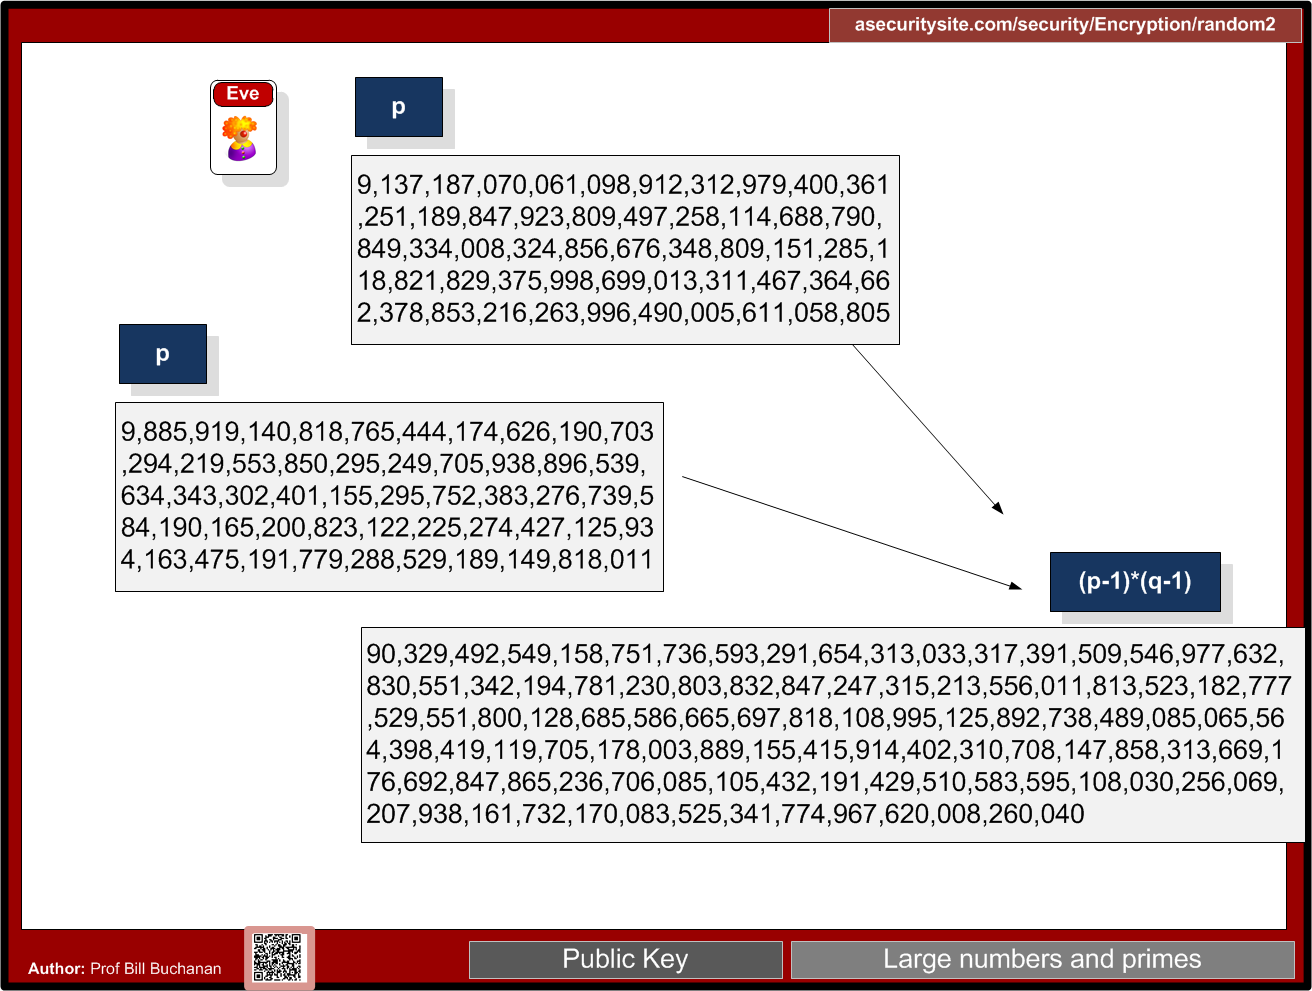 asecuritysite.com/security/Encryption/random2
Eve
p
9,137,187,070,061,098,912,312,979,400,361
,251,189,847,923,809,497,258,114,688,790,
849,334,008,324,856,676,348,809,151,285,1
18,821,829,375,998,699,013,311,467,364,66
2,378,853,216,263,996,490,005,611,058,805
p
9,885,919,140,818,765,444,174,626,190,703
,294,219,553,850,295,249,705,938,896,539,
634,343,302,401,155,295,752,383,276,739,5
84,190,165,200,823,122,225,274,427,125,93
4,163,475,191,779,288,529,189,149,818,011
(p-1)*(q-1)
90,329,492,549,158,751,736,593,291,654,313,033,317,391,509,546,977,632,
830,551,342,194,781,230,803,832,847,247,315,213,556,011,813,523,182,777
,529,551,800,128,685,586,665,697,818,108,995,125,892,738,489,085,065,56
4,398,419,119,705,178,003,889,155,415,914,402,310,708,147,858,313,669,1
76,692,847,865,236,706,085,105,432,191,429,510,583,595,108,030,256,069,
207,938,161,732,170,083,525,341,774,967,620,008,260,040
Author: Prof Bill Buchanan
Public Key
Large numbers and primes